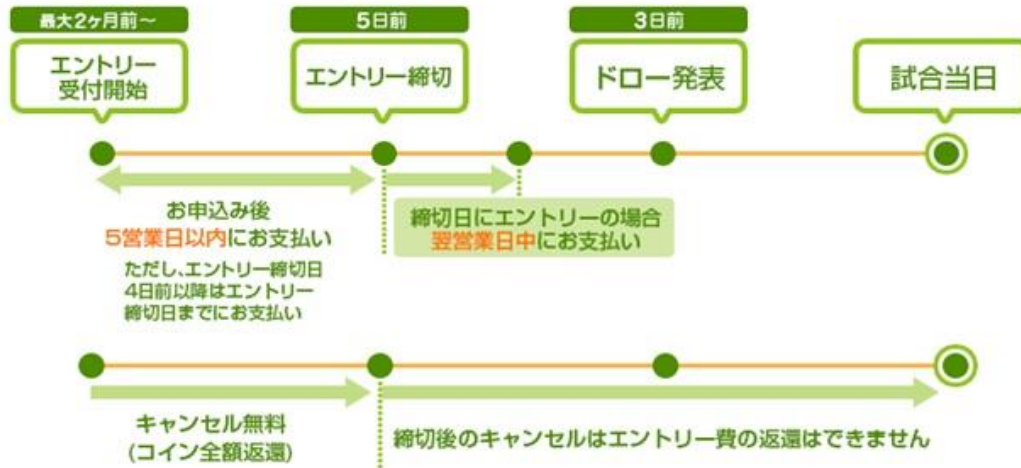 最大2ヶ月前～
エントリー
受付開始
5日前
エントリー締切
3日前
ドロー発表
試合当日
お申込み後
5営業日以内にお支払い
ただし、エントリー締切日
4日前以降はエントリー
締切日までにお支払い
締切日にエントリーの場合
翌営業日中にお支払い
キャンセル無料
(コイン全額返還)
締切後のキャンセルはエントリー費の返還はできません